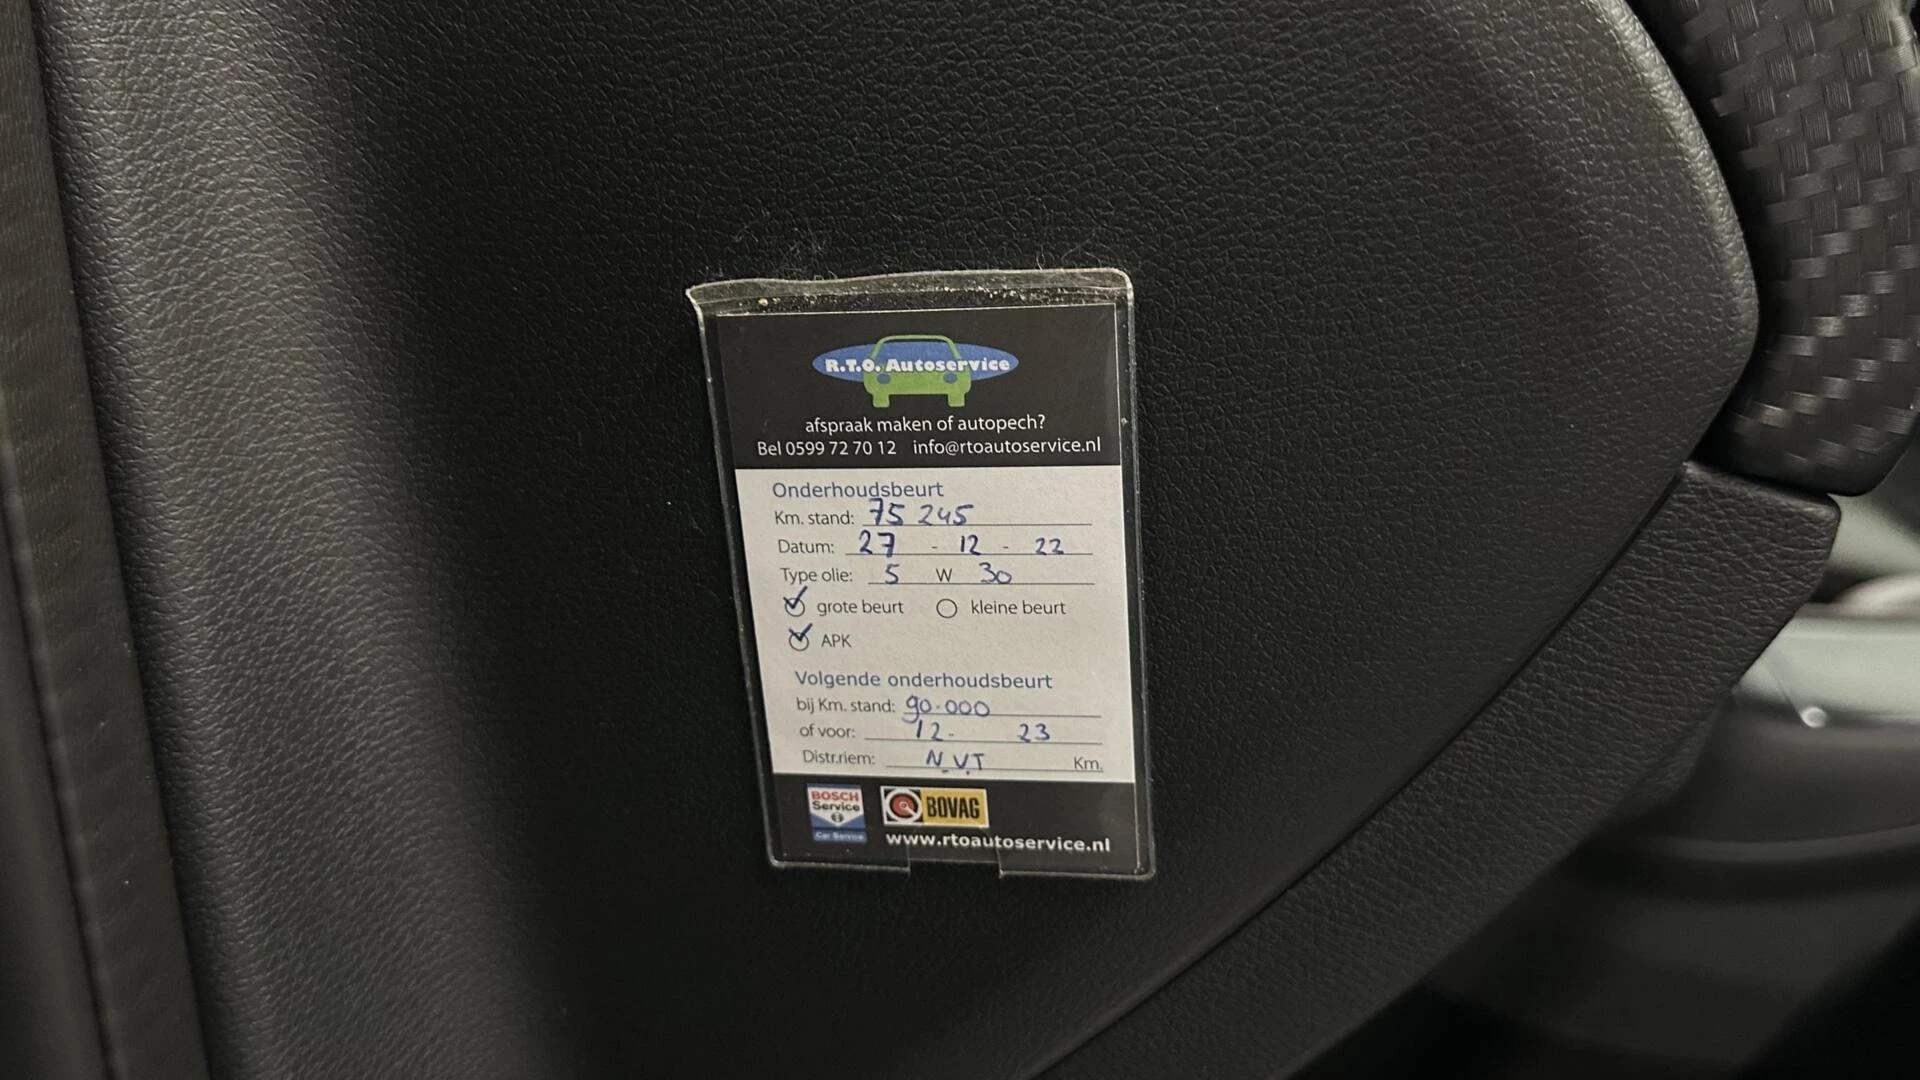 R.T.O. Autoservice
afspraak maken of autopech?
Bel 0599 72 70 12 info@rtoautoservice.nl
Onderhoudsbeurt
Km. stand: 75 245
Datum: 27 - 12 - 22
Type olie: 5 W 30
grote beurt kleine beurt
APK
Volgende onderhoudsbeurt
bij Km. stand: 90.000
of voor: 12- 23
Distr.riem: N.V.T Km.
BOSCH
Service
Car Service
BOVAG
www.rtoautoservice.nl